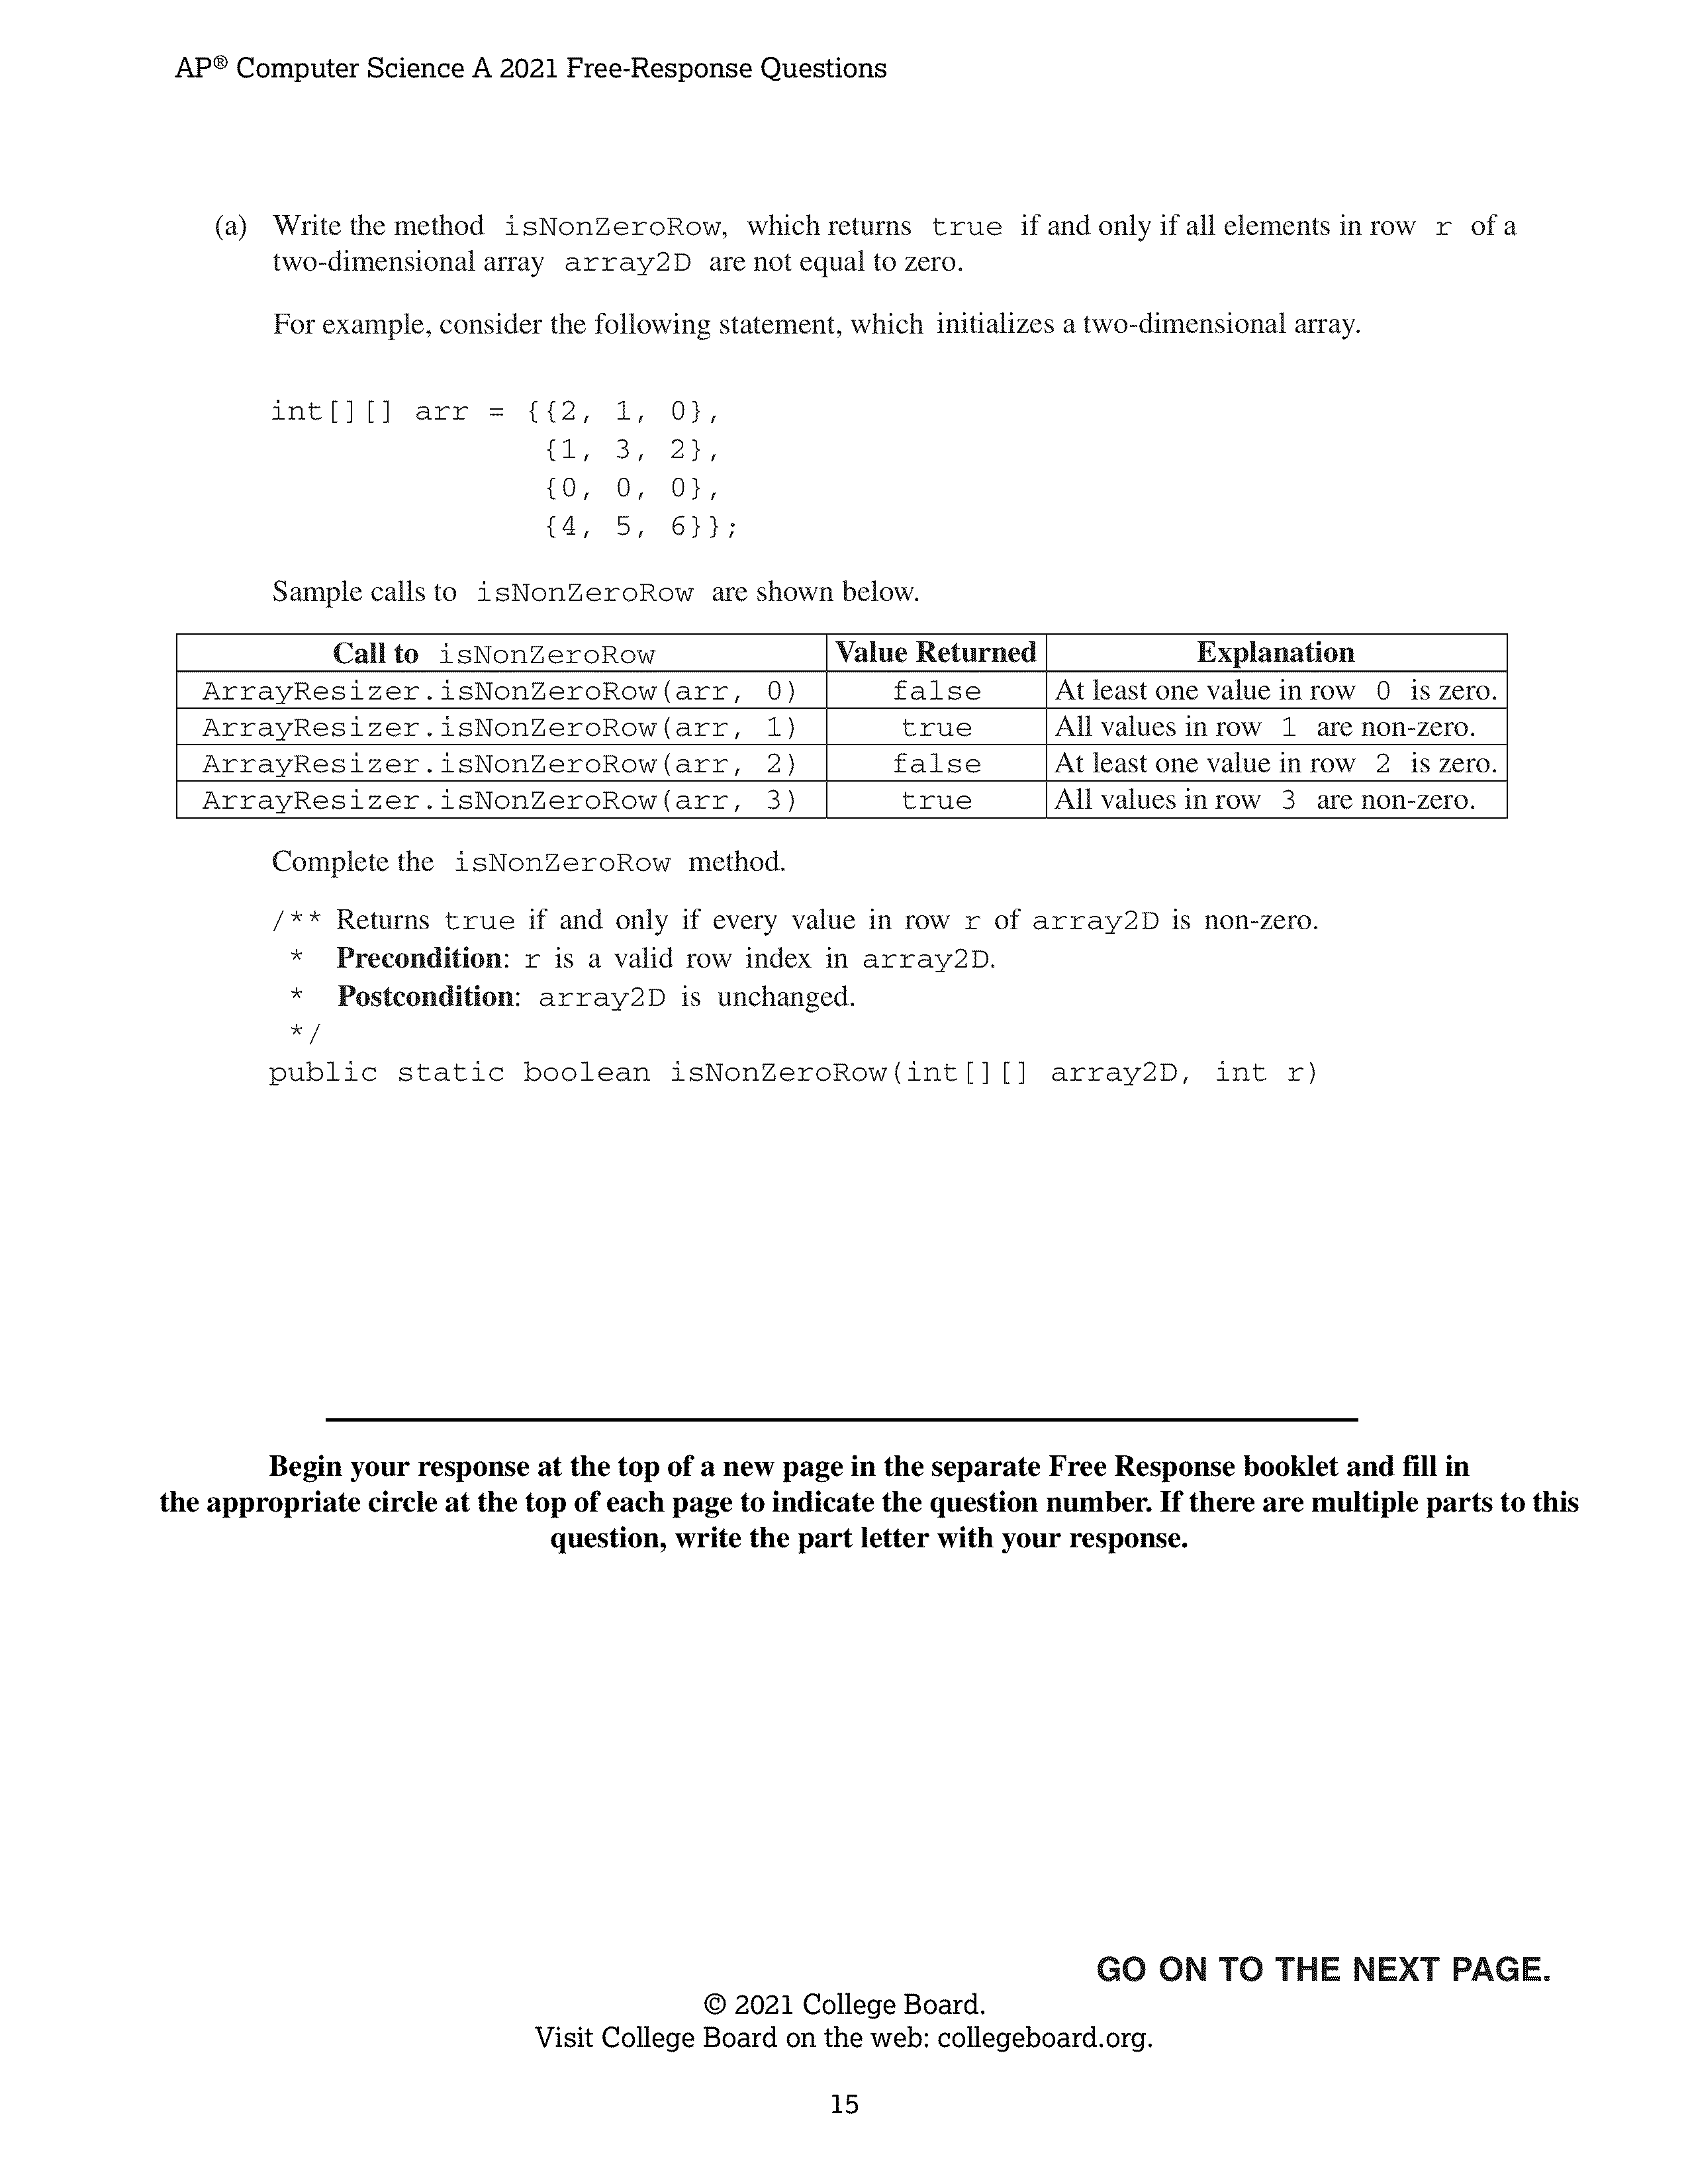 AP® Computer Science A 2021 Free-Response Questions
(a) Write the method isNonZeroRow, which returns true if and only if all elements in row r of a
two-dimensional array array2D are not equal to zero.
For example, consider the following statement, which initializes a two-dimensional array.
int[][] arr = {{2, 1, 0},
{1, 3, 2},
{0, 0, 0},
{4, 5, 6}};
Sample calls to isNonZeroRow are shown below.
Call to isNonZeroRow Value Returned Explanation
ArrayResizer.isNonZeroRow(arr, 0) false At least one value in row 0 is zero.
ArrayResizer.isNonZeroRow(arr, 1) true All values in row 1 are non-zero.
ArrayResizer.isNonZeroRow(arr, 2) false At least one value in row 2 is zero.
ArrayResizer.isNonZeroRow(arr, 3) true All values in row 3 are non-zero.
Complete the isNonZeroRow method.
/** Returns true if and only if every value in row r of array2D is non-zero.
* Precondition: r is a valid row index in array2D.
* Postcondition: array2D is unchanged.
*/
public static boolean isNonZeroRow(int[][] array2D, int r)
Begin your response at the top of a new page in the separate Free Response booklet and fill in
the appropriate circle at the top of each page to indicate the question number. If there are multiple parts to this
question, write the part letter with your response.
GO ON TO THE NEXT PAGE.
© 2021 College Board.
Visit College Board on the web: collegeboard.org.
15